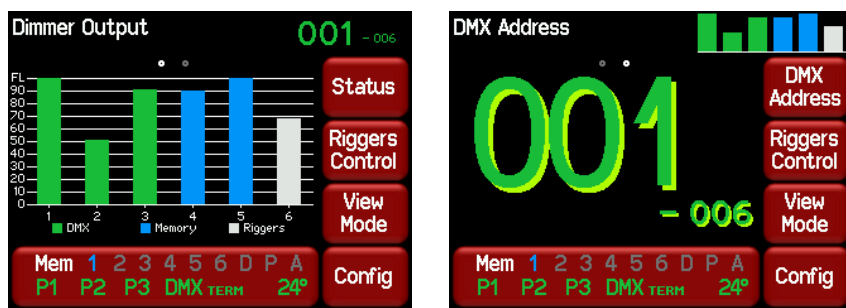 Dimmer Output
001 - 006
FL
90
80
70
60
50
40
30
20
10
0
1 2 3 4 5 6
DMX Memory Riggers
Status
Riggers
Control
View
Mode
Config
Mem 1 2 3 4 5 6 D P A
P1 P2 P3 DMX TERM 24°
DMX Address
001
- 006
DMX
Address
Riggers
Control
View
Mode
Config
Mem 1 2 3 4 5 6 D P A
P1 P2 P3 DMX TERM 24°